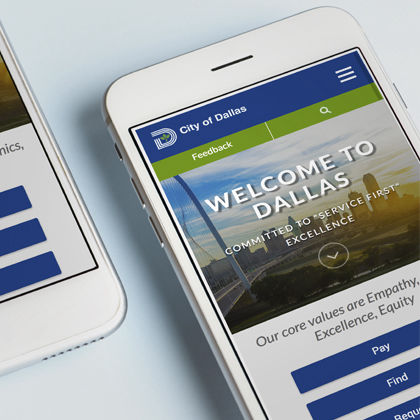 nics,
City of Dallas
Feedback
WELCOME TO
DALLAS
COMMITTED TO "SERVICE FIRST"
EXCELLENCE
Our core values are Empathy,
Excellence, Equity
Pay
Find
Requ